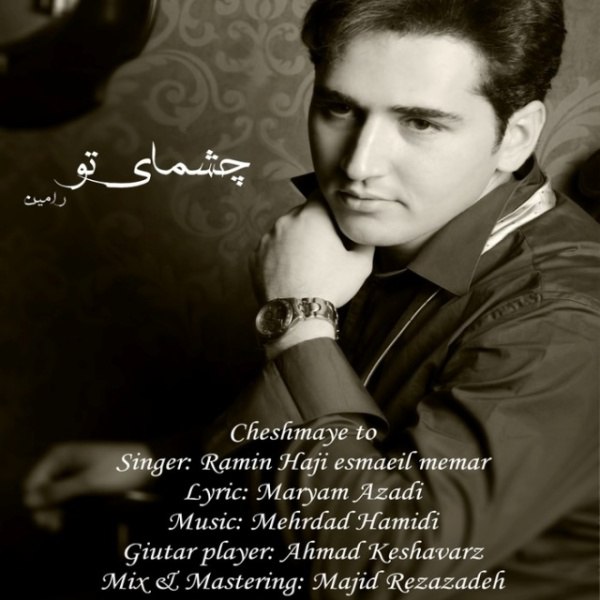 چشمای تو
رامین
Cheshmaye to
Singer: Ramin Haji esmaeil memar
Lyric: Maryam Azadi
Music: Mehrdad Hamidi
Giutar player: Ahmad Keshavarz
Mix & Mastering: Majid Rezazadeh